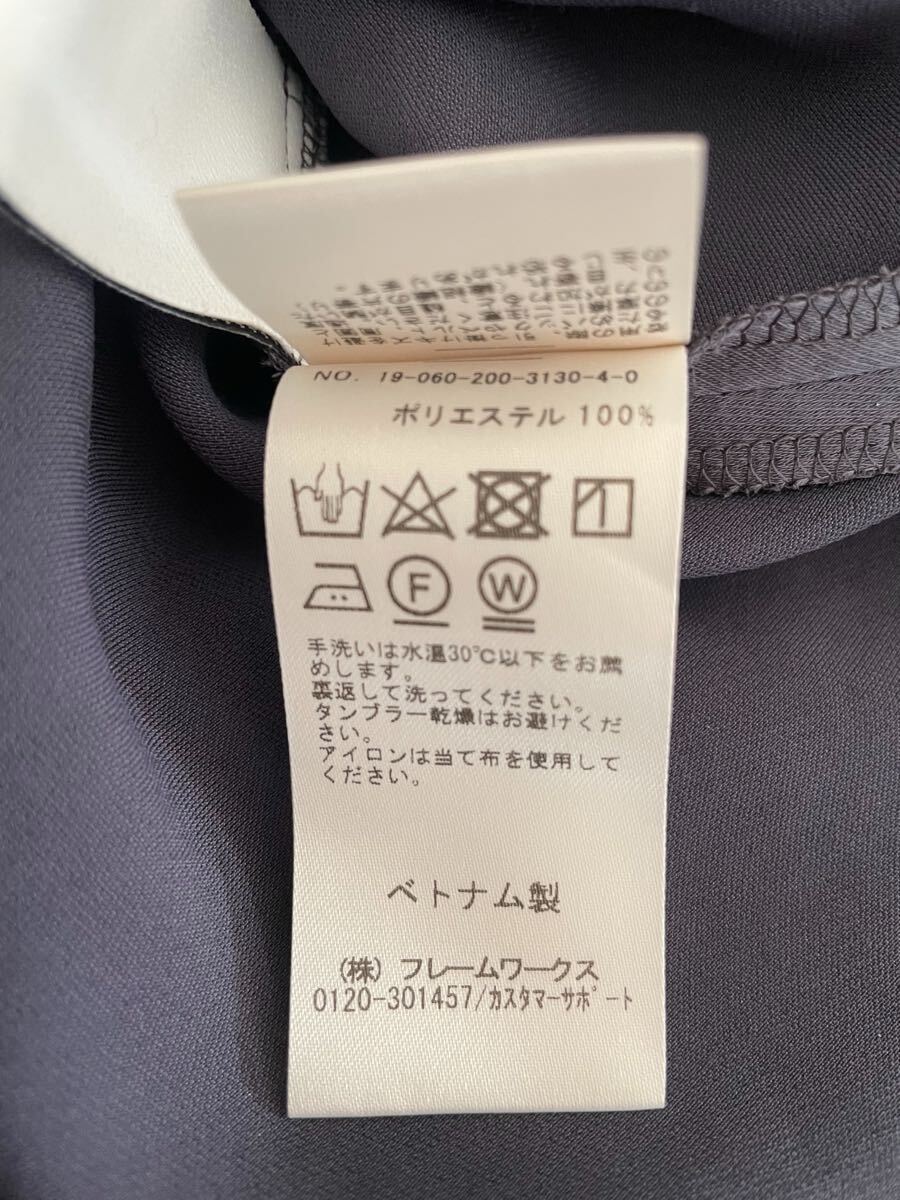 NO. 19-060-200-3130-4-0
ポリエステル 100%
F
W
手洗いは水温30℃以下をお薦
めします。
裏返して洗ってください。
タンブラー乾燥はお避けくだ
さい。
アイロンは当て布を使用して
ください。
ベトナム製
(株) フレームワークス
0120-301457/カスタマーサポート